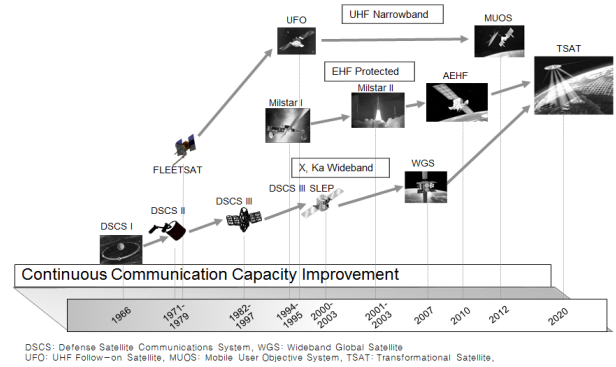 UFO
UHF Narrowband
MUOS
TSAT
EHF Protected
Milstar I
Milstar II
AEHF
FLEETSAT
X, Ka Wideband
WGS
DSCS I
DSCS II
DSCS III
DSCS III SLEP
Continuous Communication Capacity Improvement
1966
1971-
1979
1982-
1997
1994-
1995
2000-
2003
2001-
2003
2007
2010
2012
2020
DSCS: Defense Satellite Communications System, WGS: Wideband Global Satellite
UFO: UHF Follow-on Satellite, MUOS: Mobile User Objective System, TSAT: Transformational Satellite,